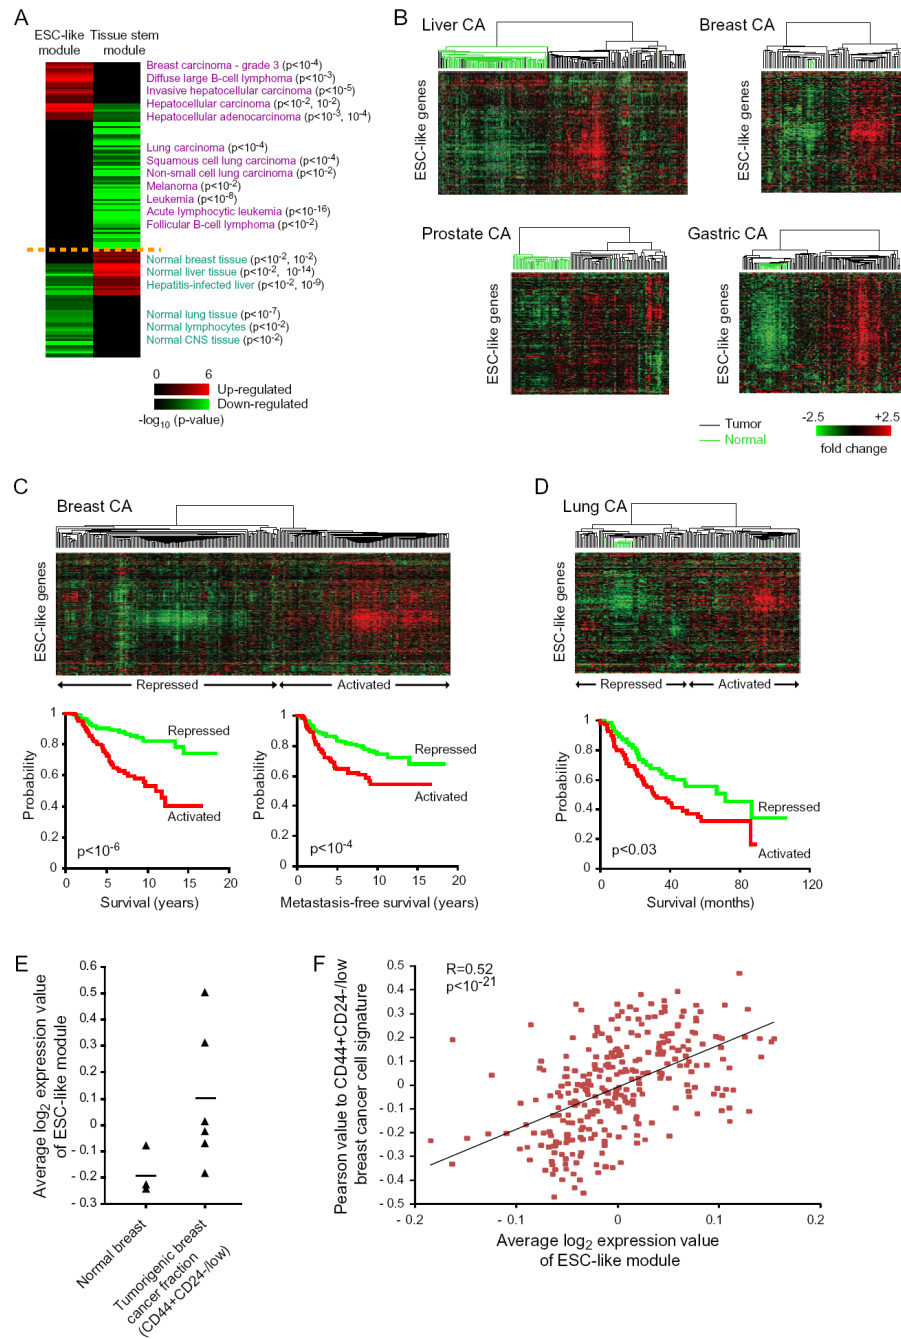 A
ESC-like module
Tissue stem module
Breast carcinoma - grade 3 (p<10-4)
Diffuse large B-cell lymphoma (p<10-3)
Invasive hepatocellular carcinoma (p<10-5)
Hepatocellular carcinoma (p<10-2, 10-2)
Hepatocellular adenocarcinoma (p<10-3, 10-4)
Lung carcinoma (p<10-4)
Squamous cell lung carcinoma (p<10-4)
Non-small cell lung carcinoma (p<10-2)
Melanoma (p<10-2)
Leukemia (p<10-8)
Acute lymphocytic leukemia (p<10-16)
Follicular B-cell lymphoma (p<10-2)
Normal breast tissue (p<10-2, 10-2)
Normal liver tissue (p<10-2, 10-14)
Hepatitis-infected liver (p<10-2, 10-9)
Normal lung tissue (p<10-7)
Normal lymphocytes (p<10-2)
Normal CNS tissue (p<10-2)
0 6
Up-regulated
Down-regulated
-log10 (p-value)
B
Liver CA
ESC-like genes
Breast CA
ESC-like genes
Prostate CA
ESC-like genes
Gastric CA
ESC-like genes
Tumor
Normal
-2.5 +2.5
fold change
C
Breast CA
ESC-like genes
Repressed
Activated
Probability
1
0.8
0.6
0.4
0.2
0
Repressed
Activated
p<10-6
0 5 10 15 20
Survival (years)
Probability
1
0.8
0.6
0.4
0.2
0
Repressed
Activated
p<10-4
0 5 10 15 20
Metastasis-free survival (years)
D
Lung CA
ESC-like genes
Repressed
Activated
Probability
1
0.8
0.6
0.4
0.2
0
Repressed
Activated
p<0.03
0 40 80 120
Survival (months)
E
Average log2 expression value
of ESC-like module
0.6
0.5
0.4
0.3
0.2
0.1
0
- 0.1
- 0.2
- 0.3
Normal breast
Tumorigenic breast
cancer fraction
(CD44+CD24-/low)
F
Pearson value to CD44+CD24-/low
breast cancer cell signature
0.5
0.4
0.3
0.2
0.1
0
- 0.1
- 0.2
- 0.3
- 0.4
- 0.5
R=0.52
p<10-21
- 0.2 - 0.1 0 0.1 0.2
Average log2 expression value
of ESC-like module